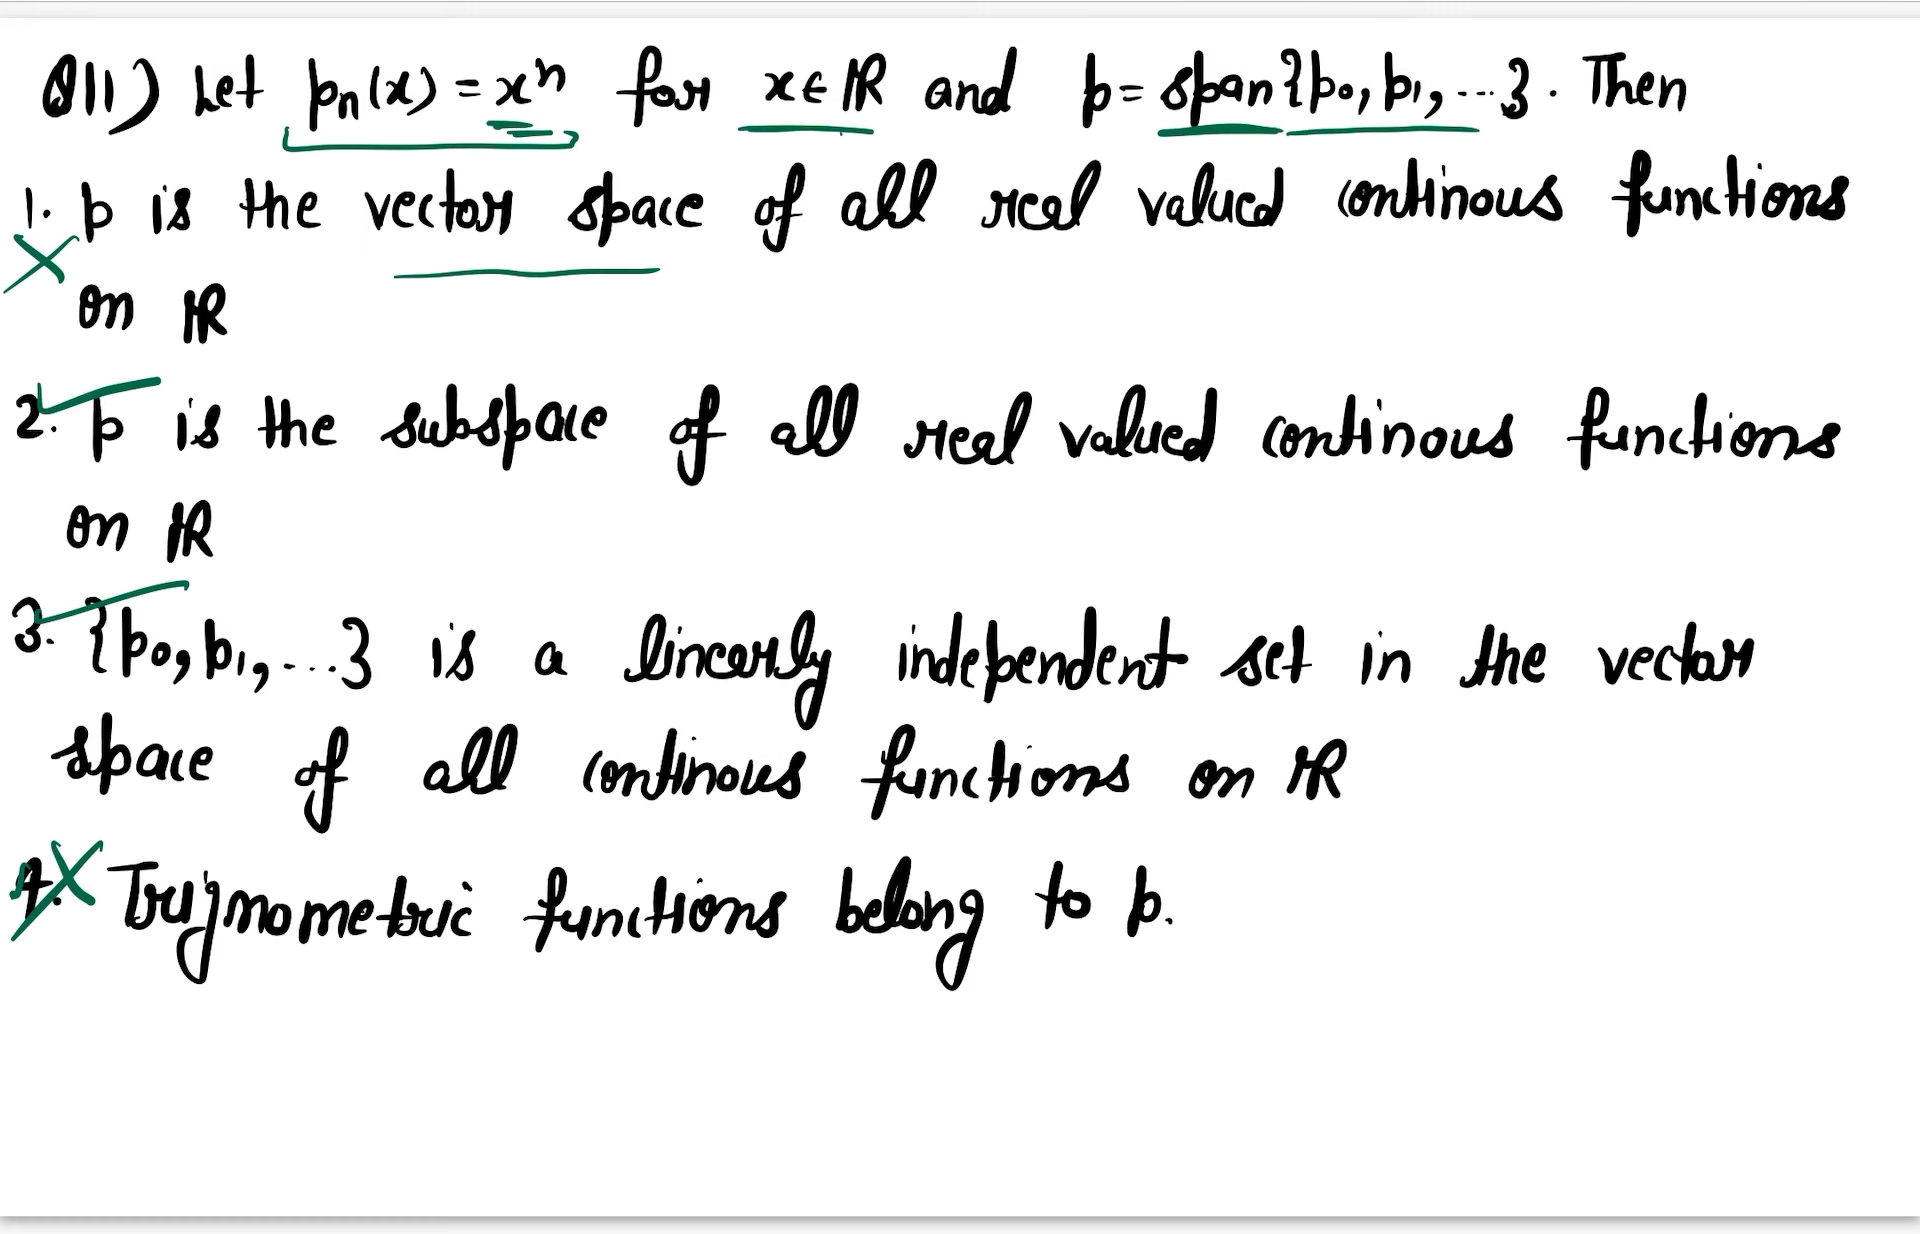 Q11) Let pn(x) = xⁿ for x ∈ ℝ and p = span{p₀, p₁, ...}. Then
1. p is the vector space of all real valued continous functions
on ℝ
2. p is the subspace of all real valued continous functions
on ℝ
3. {p₀, p₁, ...} is a linearly independent set in the vector
space of all continous functions on ℝ
4. Trignometric functions belong to p.